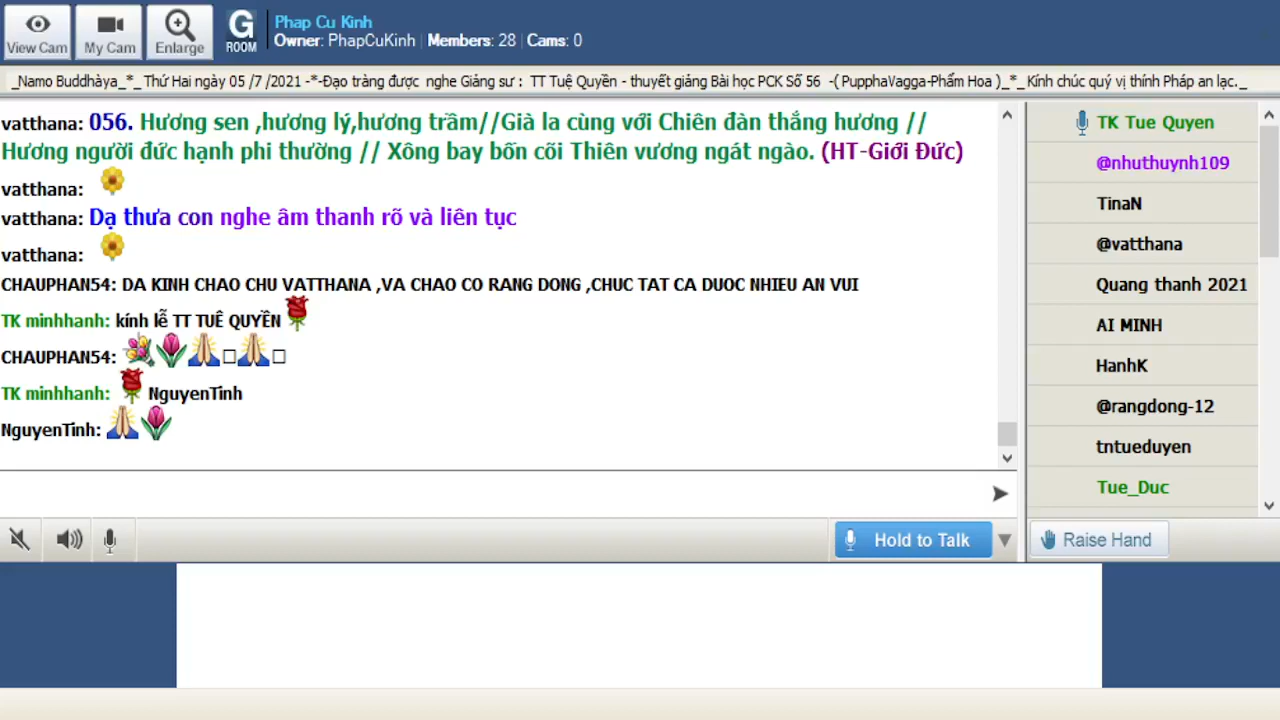 View Cam
My Cam
Enlarge
G
ROOM
Phap Cu Kinh
Owner: PhapCuKinh | Members: 28 | Cams: 0
_Namo Buddhàya_*_ Thứ Hai ngày 05 /7 /2021 -*-Đạo tràng được nghe Giảng sư : TT Tuệ Quyền - thuyết giảng Bài học PCK Số 56 -( PupphaVagga-Phẩm Hoa )_*_ Kính chúc quý vị thính Pháp an lạc._
vatthana: 056. Hương sen ,hương lý,hương trầm//Già la cùng với Chiên đàn thắng hương //
Hương người đức hạnh phi thường // Xông bay bốn cõi Thiên vương ngát ngào. (HT-Giới Đức)
vatthana:
vatthana: Dạ thưa con nghe âm thanh rõ và liên tục
vatthana:
CHAUPHAN54: DA KINH CHAO CHU VATTHANA ,VA CHAO CO RANG DONG ,CHUC TAT CA DUOC NHIEU AN VUI
TK minhhanh: kính lễ TT TUÊ QUYỀN
CHAUPHAN54:
TK minhhanh: NguyenTinh
NguyenTinh:
TK Tue Quyen
@nhuthuynh109
TinaN
@vatthana
Quang thanh 2021
AI MINH
HanhK
@rangdong-12
tntueduyen
Tue_Duc
Hold to Talk
Raise Hand